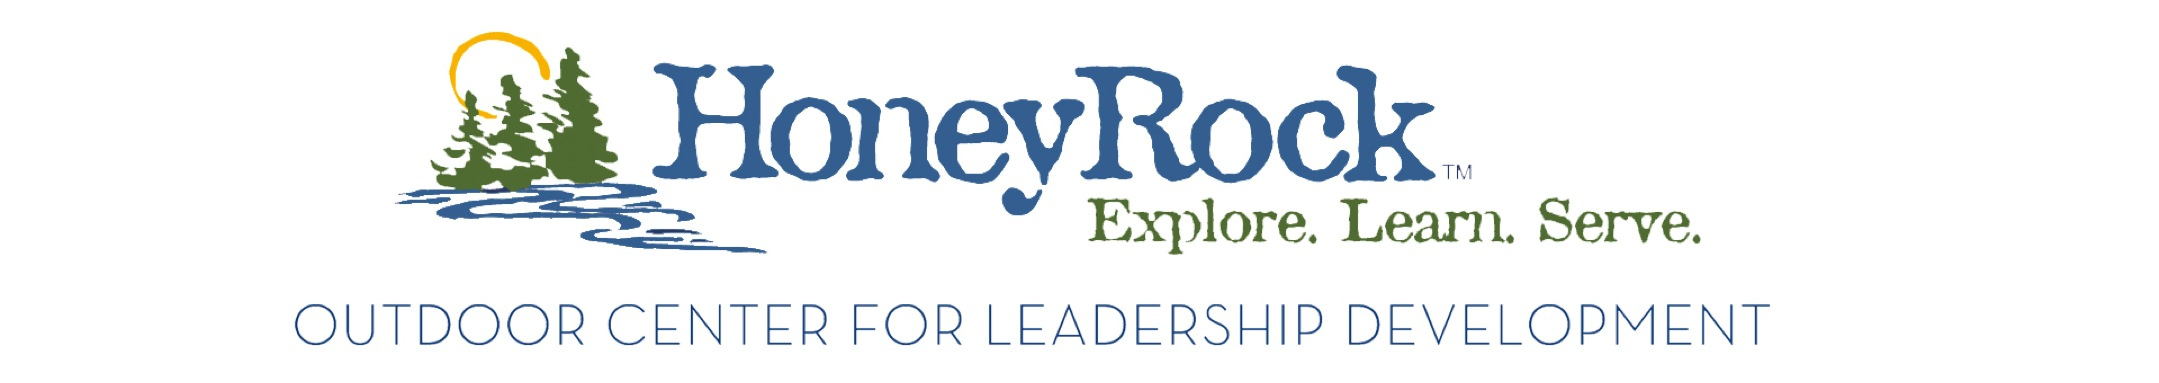 HoneyRock™
Explore. Learn. Serve.
OUTDOOR CENTER FOR LEADERSHIP DEVELOPMENT